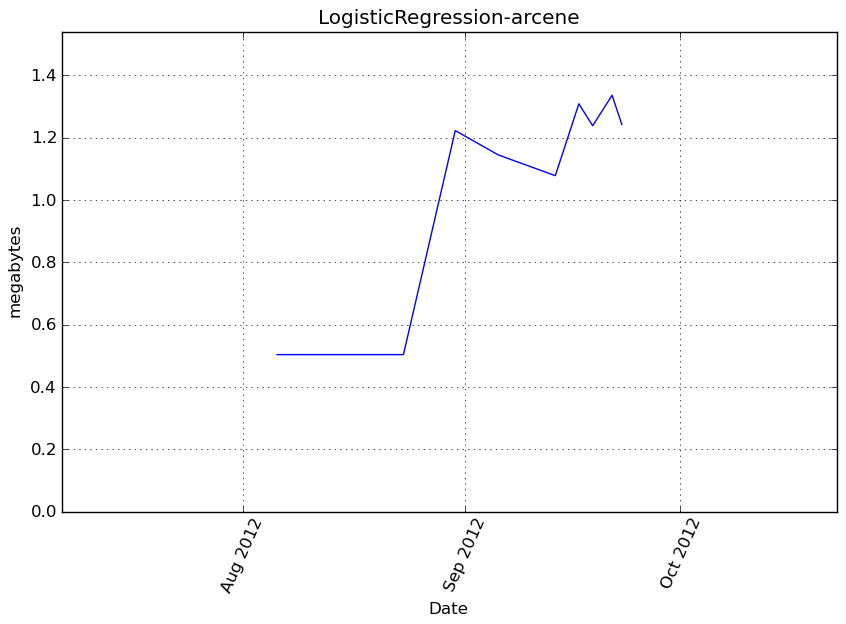 LogisticRegression-arcene
1.4
1.2
1.0
0.8
0.6
0.4
0.2
0.0
megabytes
Aug 2012
Sep 2012
Oct 2012
Date